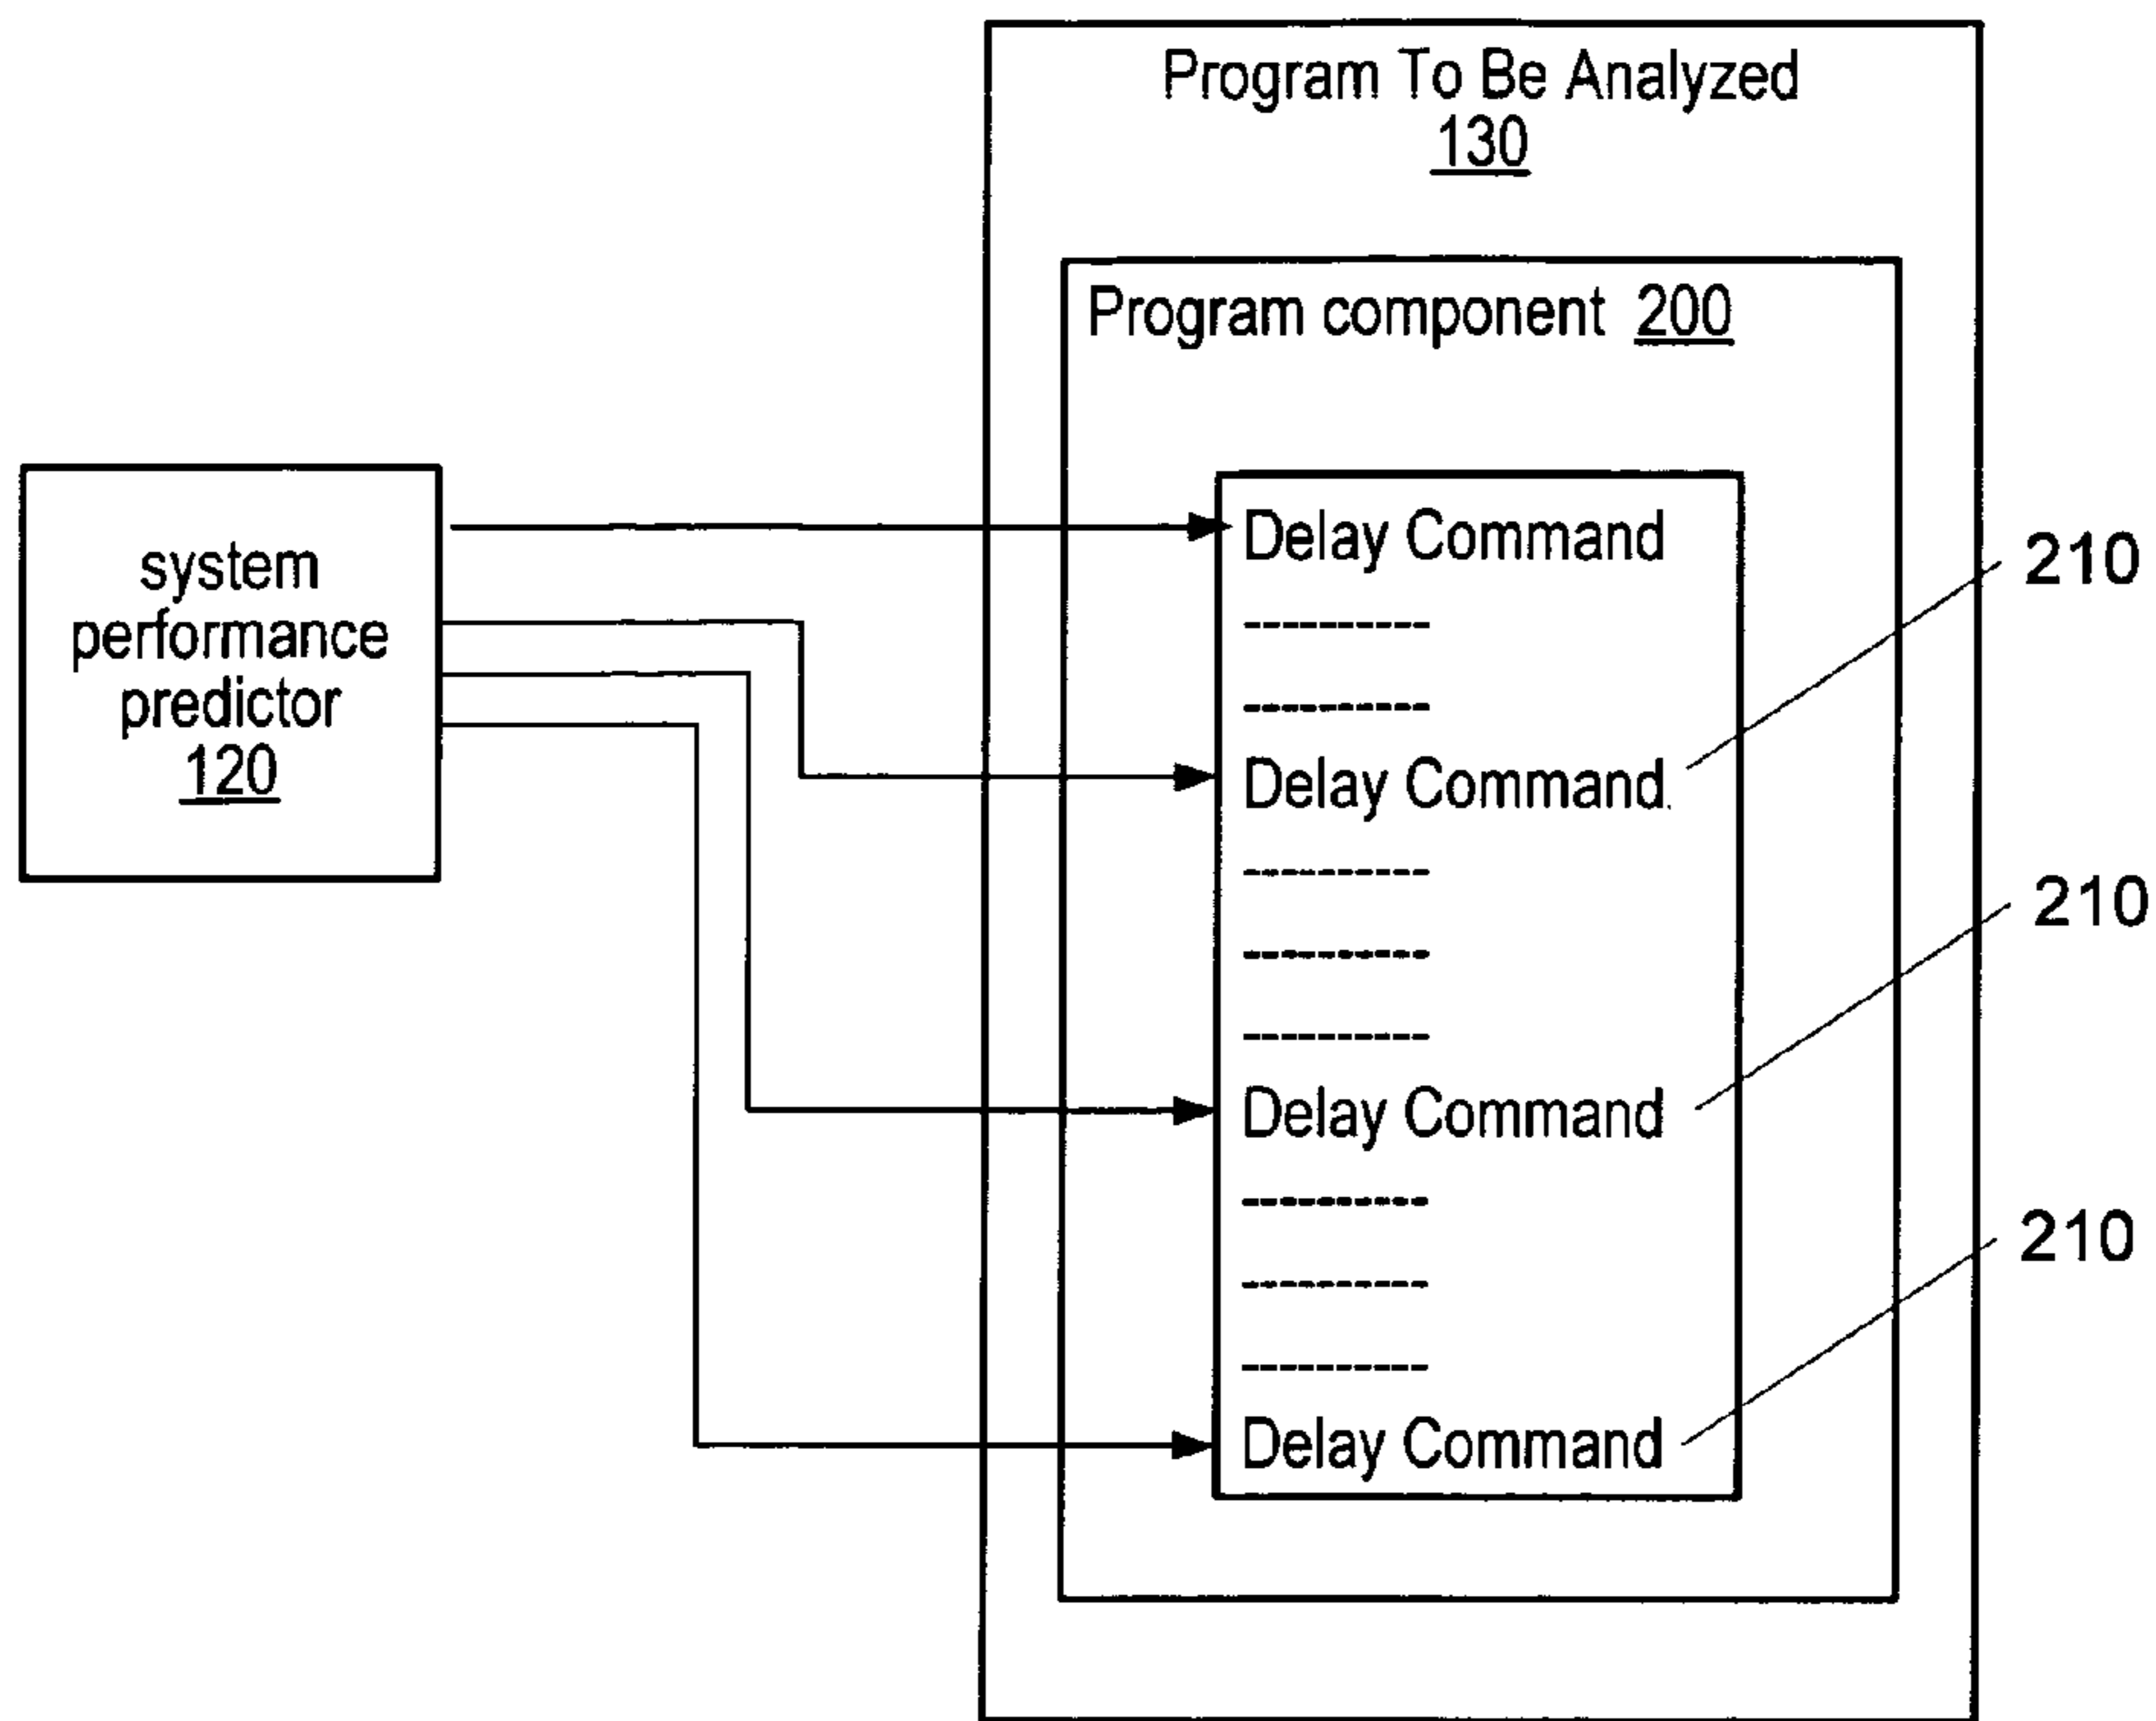 Program To Be Analyzed
130
Program component 200
system
performance
predictor
120
Delay Command
----------
----------
Delay Command
----------
----------
----------
Delay Command
----------
----------
----------
Delay Command
210
210
210